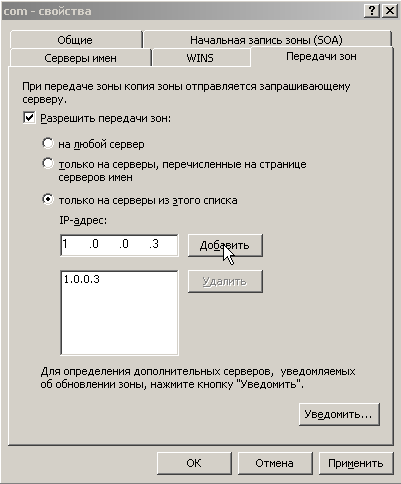 com - свойства
Общие
Начальная запись зоны (SOA)
Серверы имен
WINS
Передачи зон
При передаче зоны копия зоны отправляется запрашивающему
серверу.
Разрешить передачи зон:
на любой сервер
только на серверы, перечисленные на странице
серверов имен
только на серверы из этого списка
IP-адрес:
1 .0 .0 .3
Добавить
1.0.0.3
Удалить
Для определения дополнительных серверов, уведомляемых
об обновлении зоны, нажмите кнопку "Уведомить".
Уведомить...
OK
Отмена
Применить